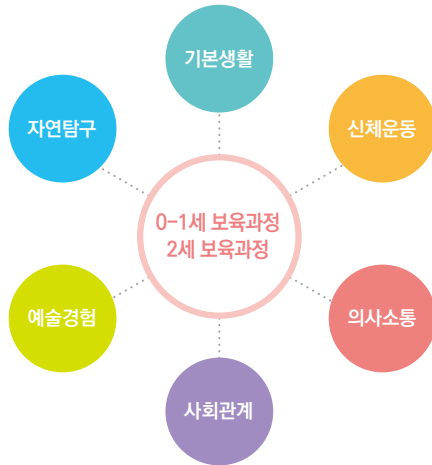 기본생활
자연탐구
신체운동
0-1세 보육과정
2세 보육과정
예술경험
의사소통
사회관계